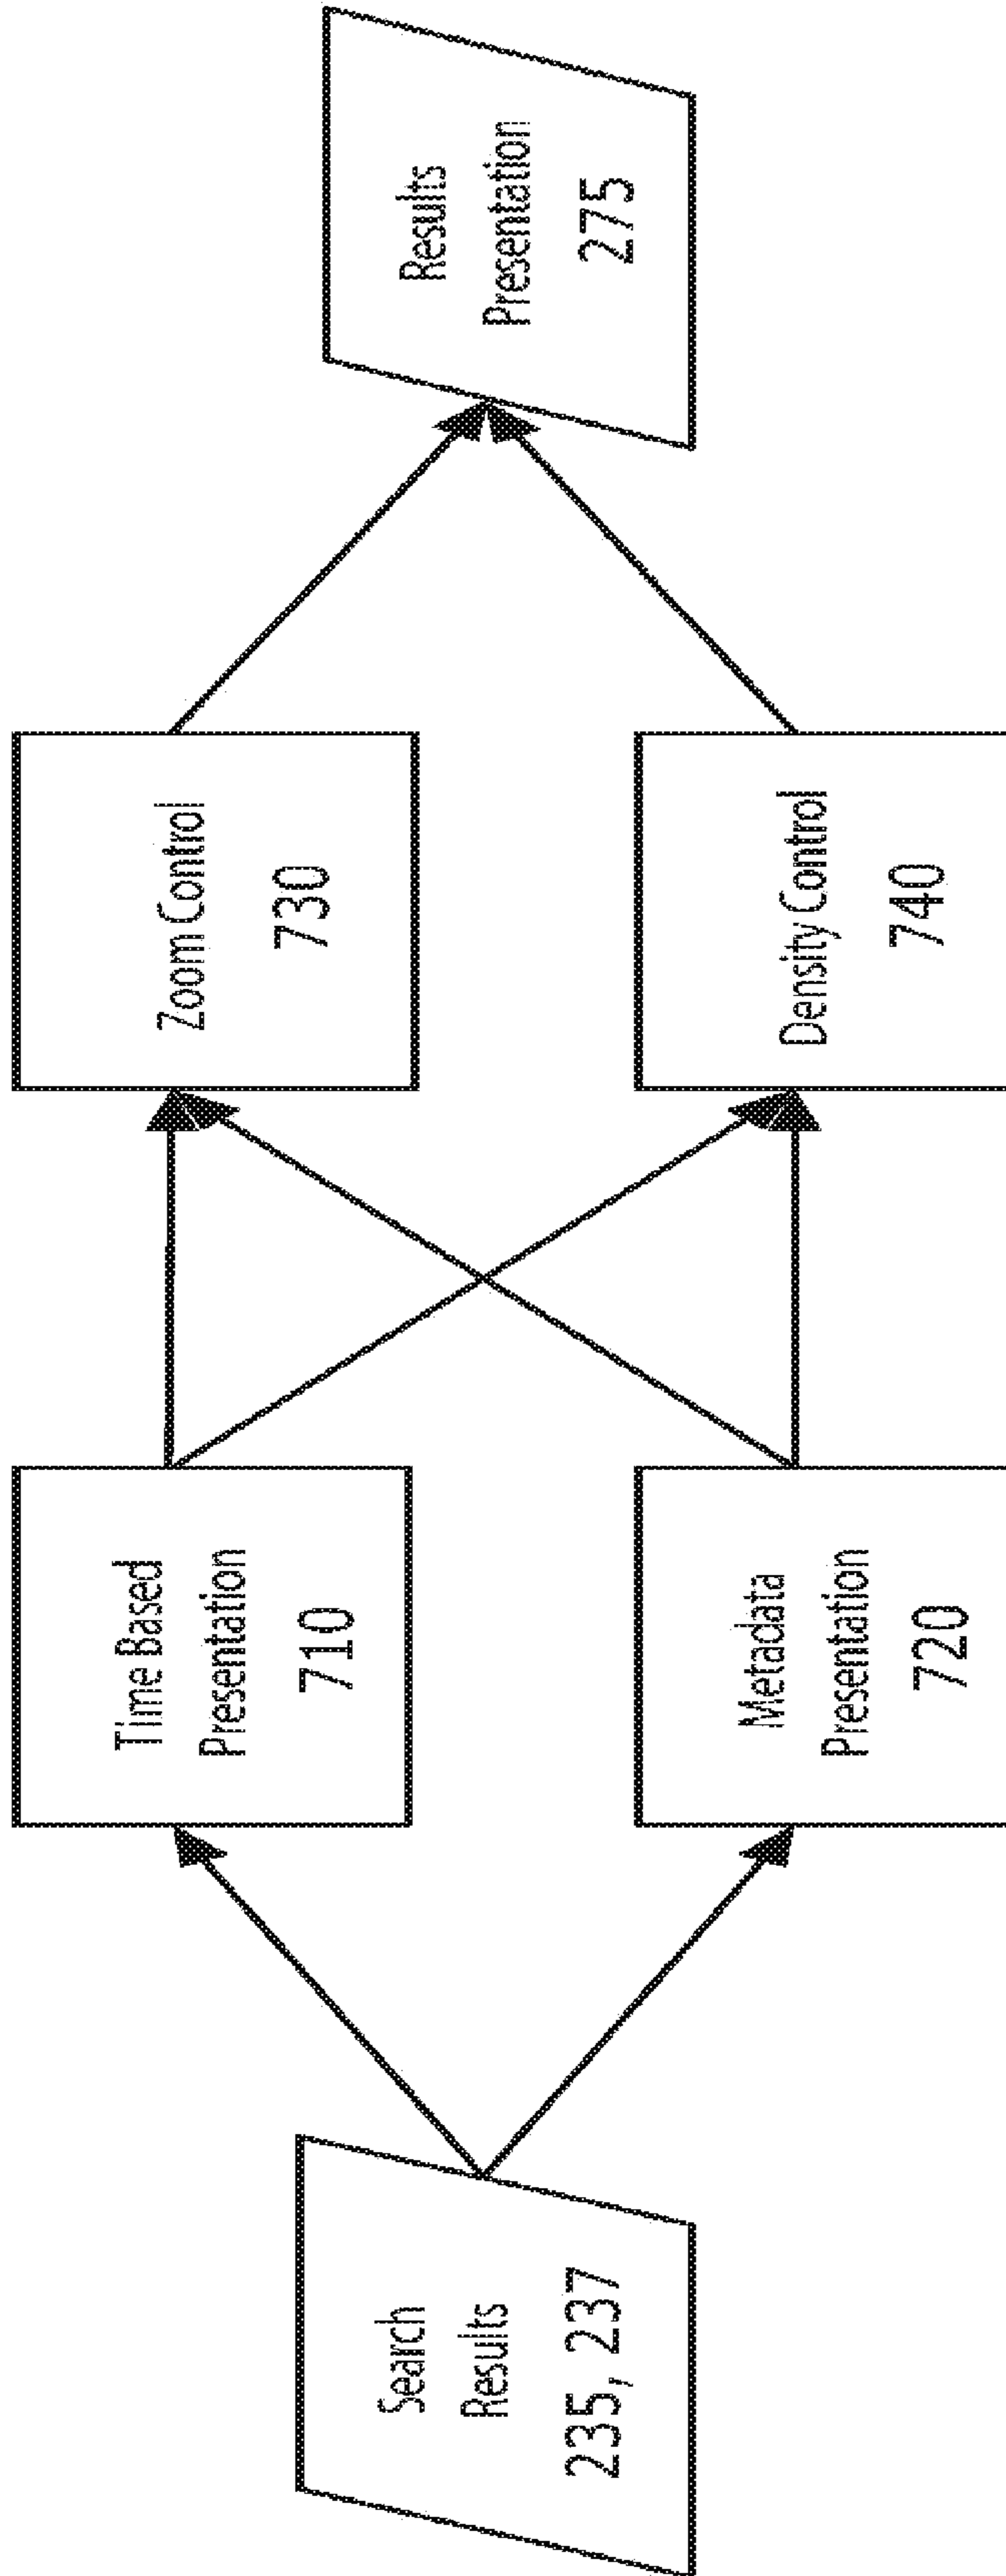 Search
Results
235, 237
Time Based
Presentation
710
Metadata
Presentation
720
Zoom Control
730
Density Control
740
Results
Presentation
275